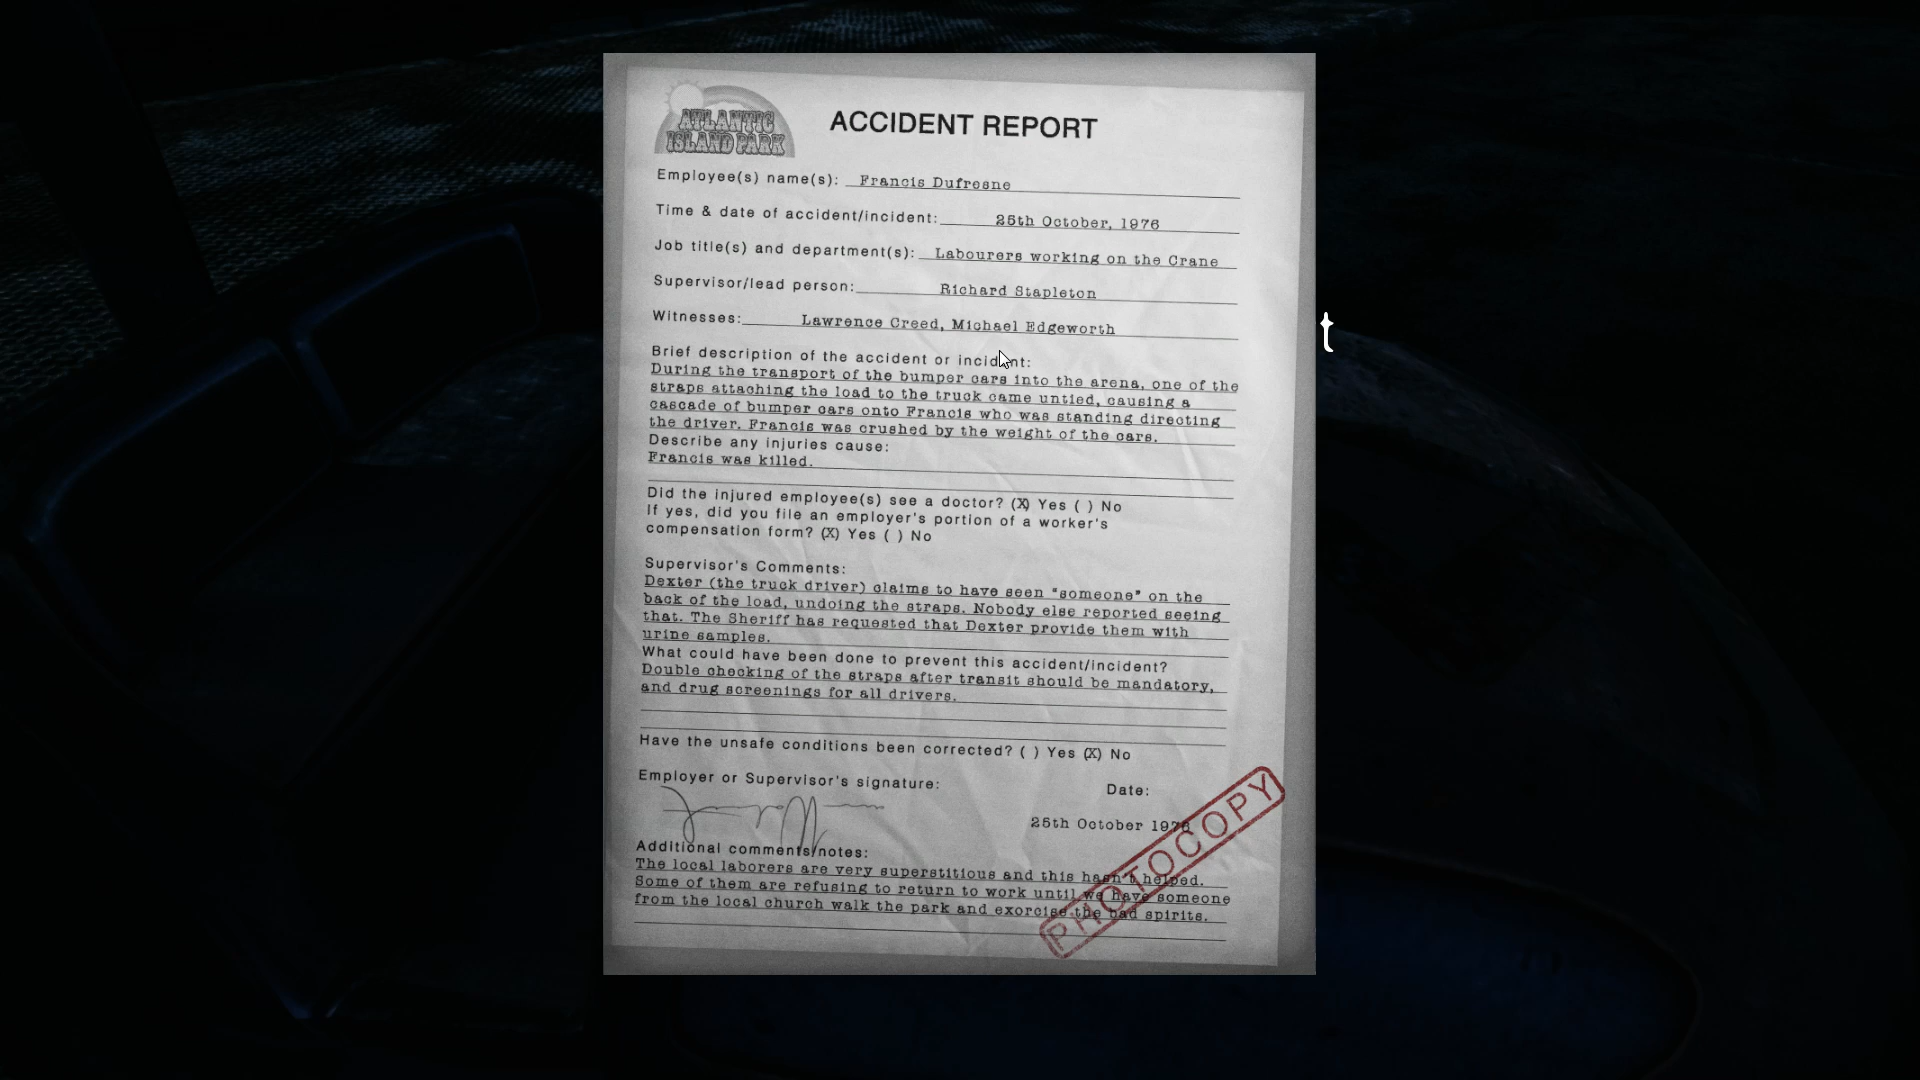 ATLANTIC
ISLAND PARK
ACCIDENT REPORT
Employee(s) name(s): Francis Dufresne
Time & date of accident/incident: 25th October, 1976
Job title(s) and department(s): Labourers working on the Crane
Supervisor/lead person: Richard Stapleton
Witnesses: Lawrence Creed, Michael Edgeworth
t
Brief description of the accident or incident:
During the transport of the bumper cars into the arena, one of the
straps attaching the load to the truck came untied, causing a
cascade of bumper cars onto Francis who was standing directing
the driver. Francis was crushed by the weight of the cars.
Describe any injuries cause:
Francis was killed.
Did the injured employee(s) see a doctor? (X) Yes ( ) No
If yes, did you file an employer's portion of a worker's
compensation form? (X) Yes ( ) No
Supervisor's Comments:
Dexter (the truck driver) claims to have seen "someone" on the
back of the load, undoing the straps. Nobody else reported seeing
that. The Sheriff has requested that Dexter provide them with
urine samples.
What could have been done to prevent this accident/incident?
Double checking of the straps after transit should be mandatory,
and drug screenings for all drivers.
Have the unsafe conditions been corrected? ( ) Yes (X) No
Employer or Supervisor's signature:
Date:
25th October 1976
Additional comments/notes:
The local laborers are very superstitious and this hasn't helped.
Some of them are refusing to return to work until we have someone
from the local church walk the park and exorcise the bad spirits.
PHOTOCOPY